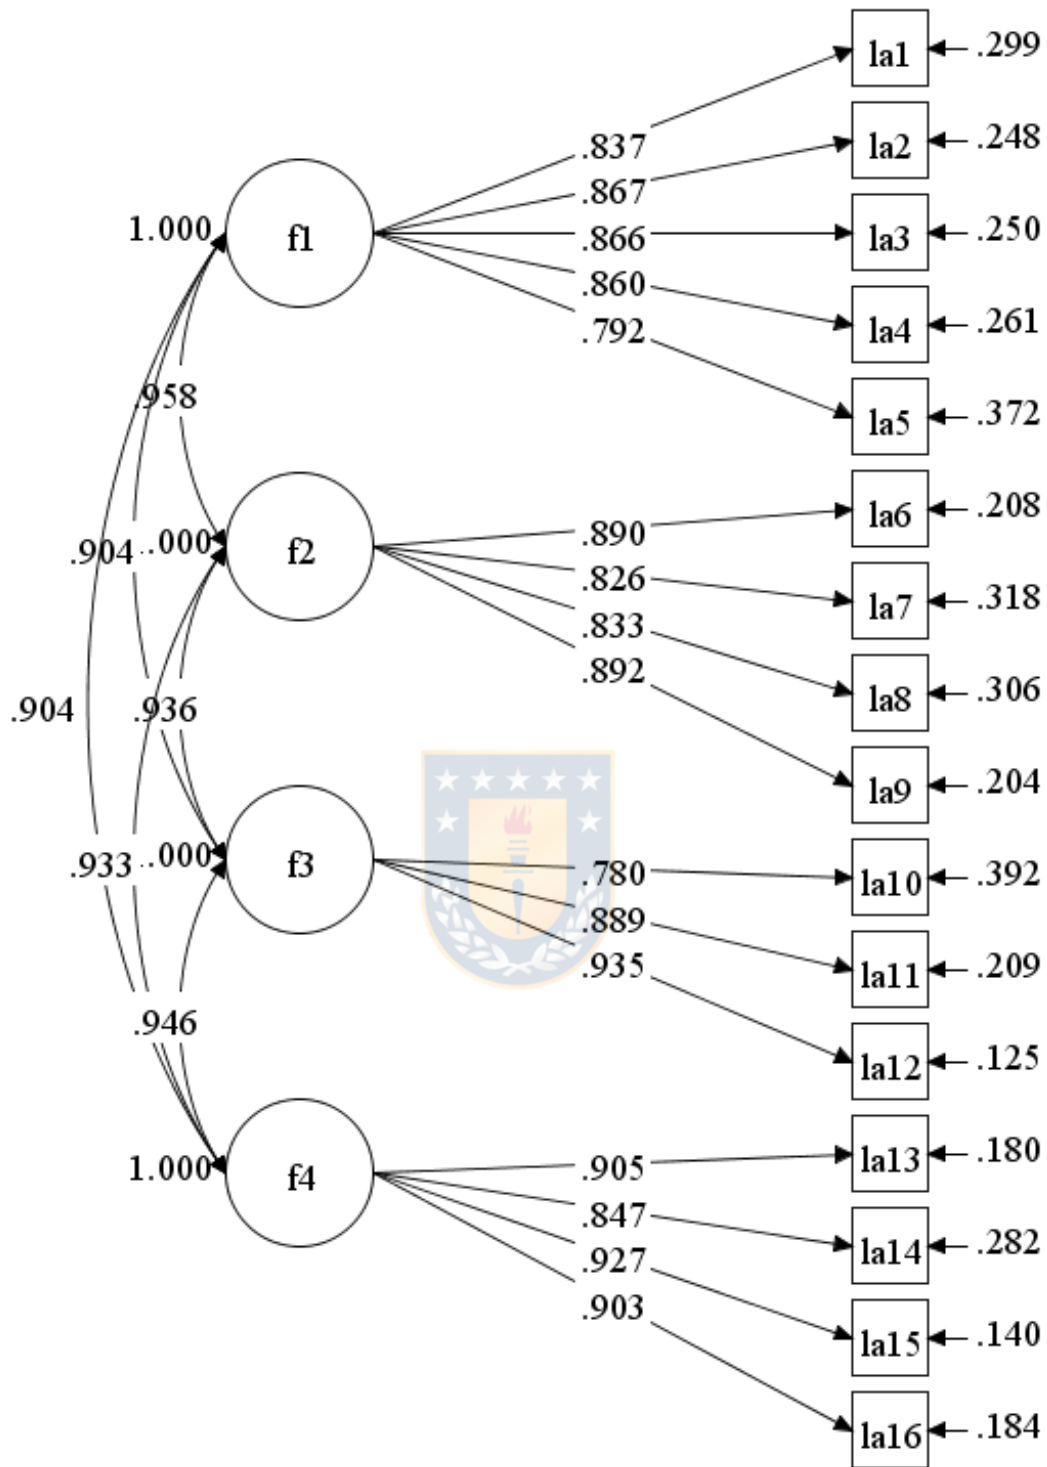 la1 .299
.837
la2 .248
.867
1.000 f1 .866 la3 .250
.860
la4 .261
.792
.958
la5 .372
la6 .208
.890
.904 .000 f2
.826
la7 .318
.833
.892
la8 .306
.904 .936
la9 .204
.933 .000 f3 .780 la10 .392
.889
.935
la11 .209
.946
la12 .125
la13 .180
1.000 f4 .905
.847
la14 .282
.927
.903
la15 .140
la16 .184